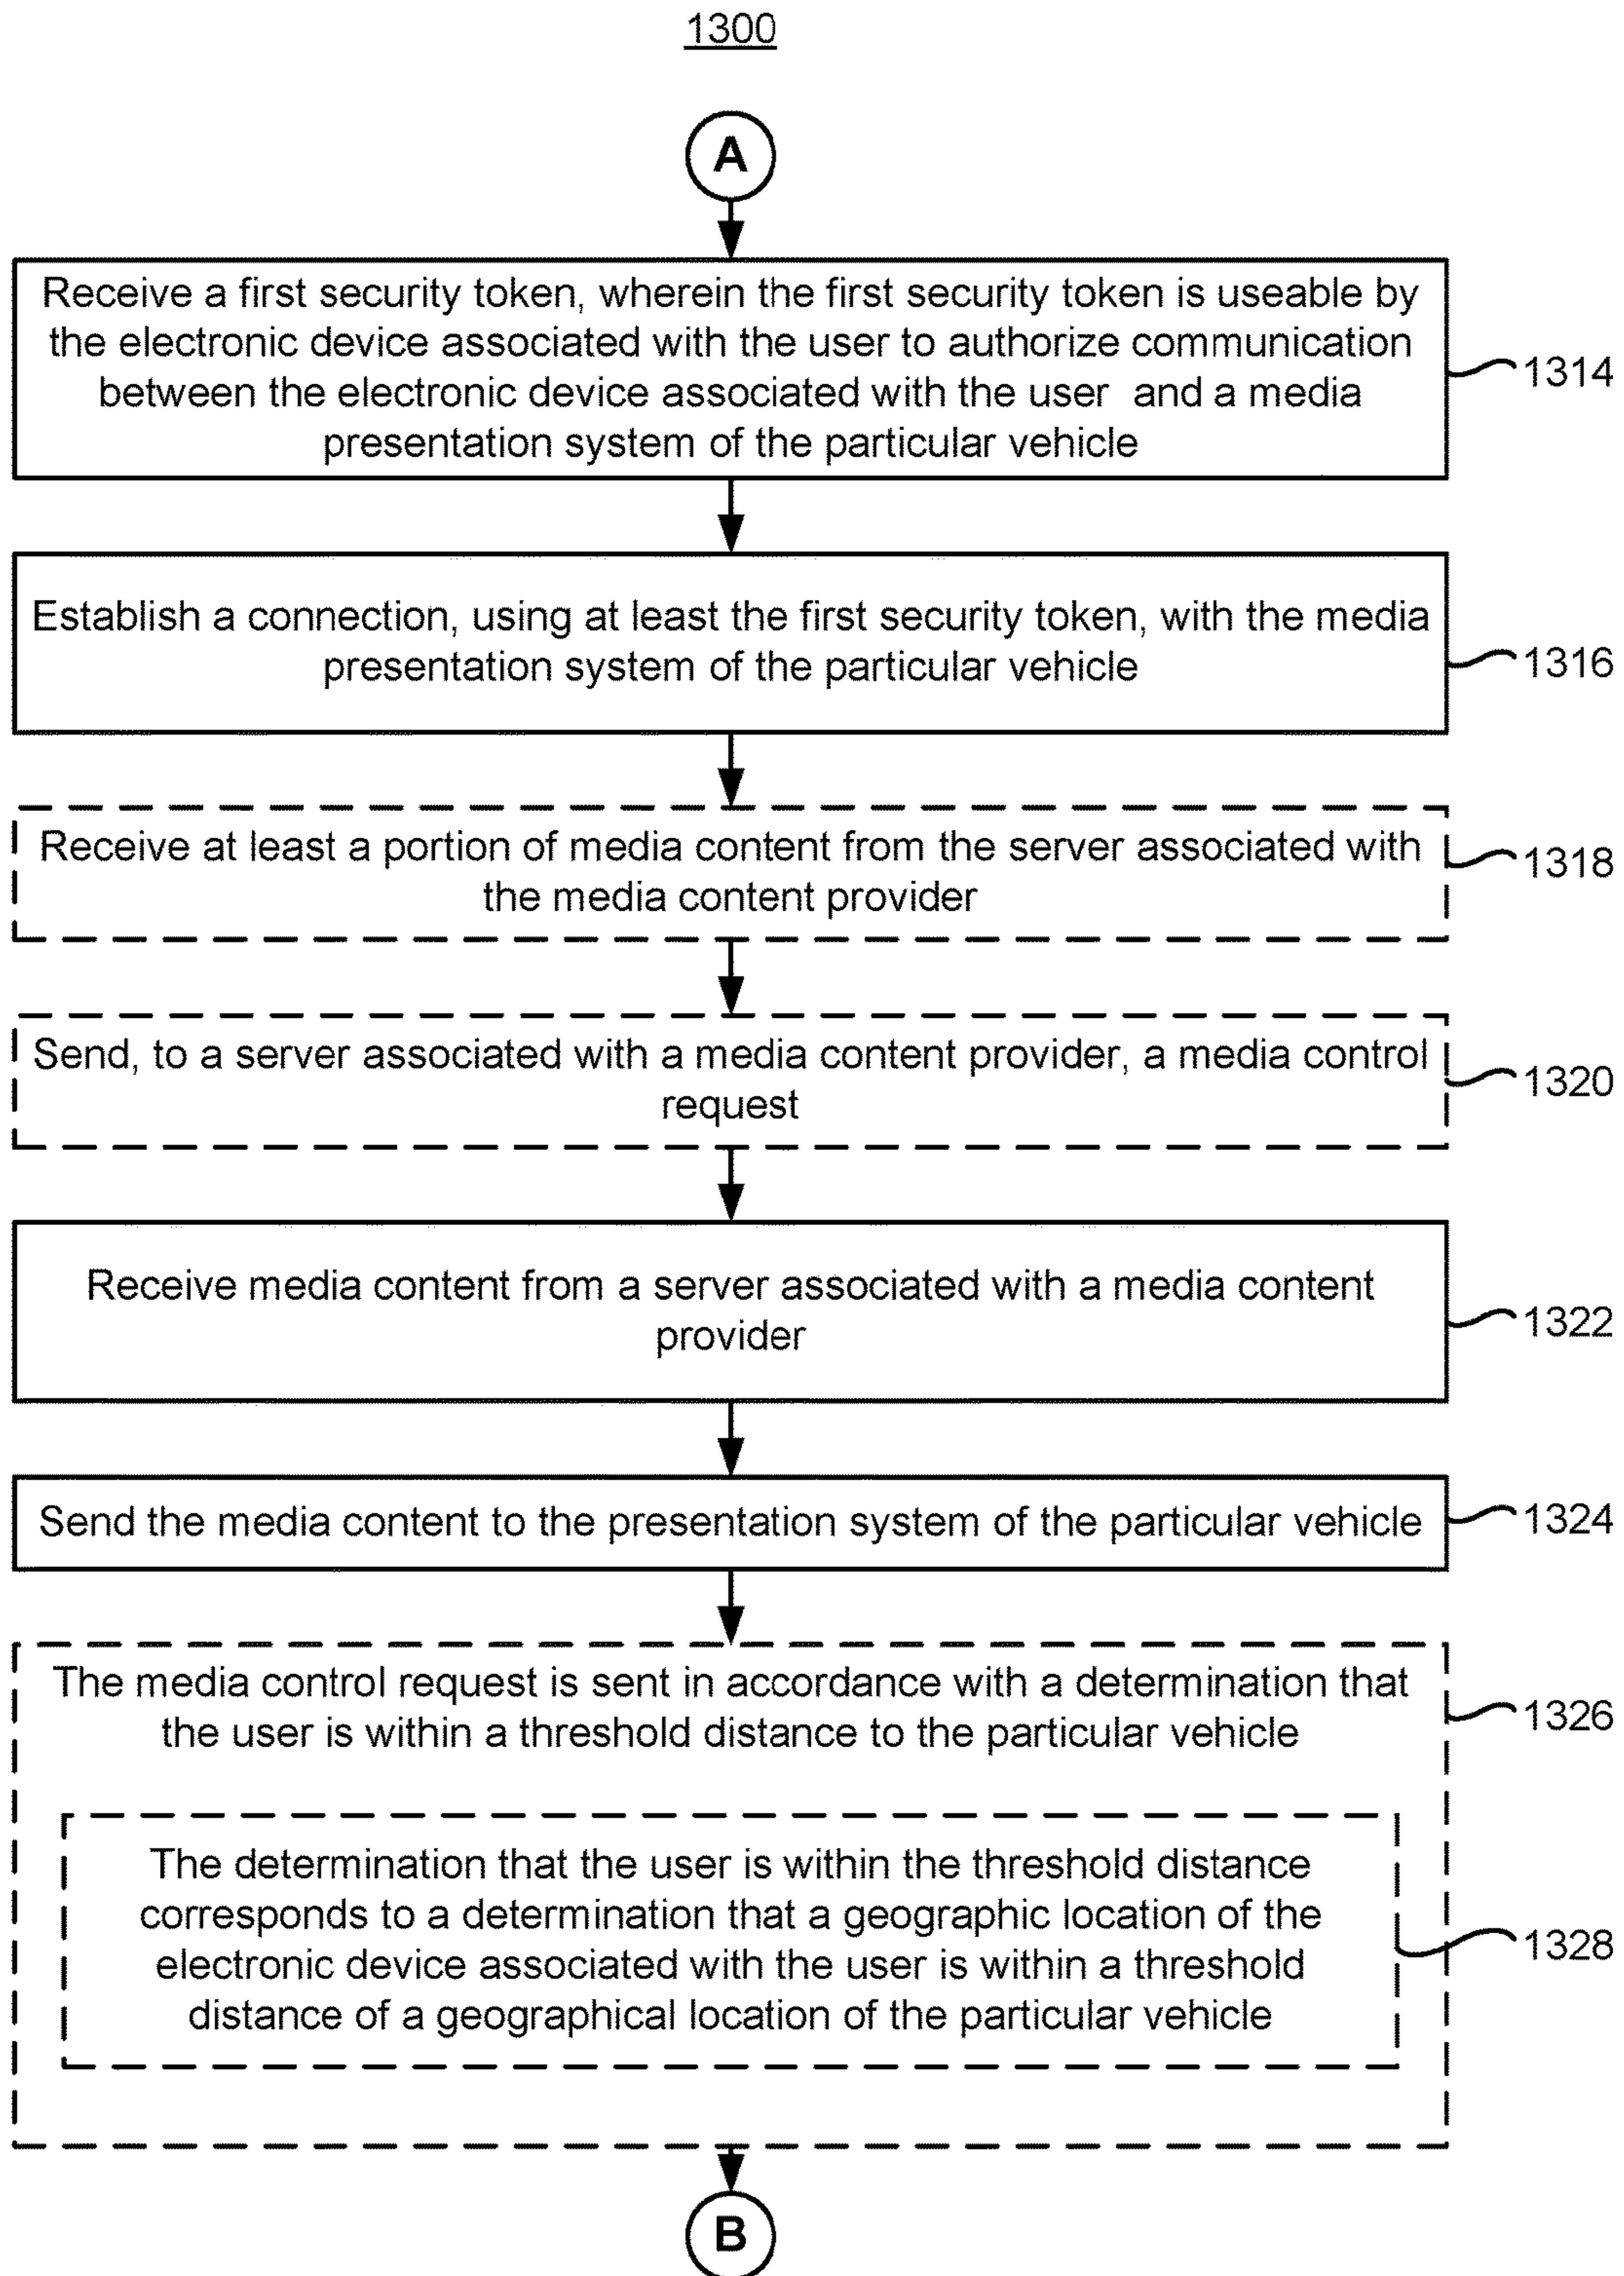 1300
A
Receive a first security token, wherein the first security token is useable by
the electronic device associated with the user to authorize communication
between the electronic device associated with the user and a media
presentation system of the particular vehicle
1314
Establish a connection, using at least the first security token, with the media
presentation system of the particular vehicle
1316
Receive at least a portion of media content from the server associated with
the media content provider
1318
Send, to a server associated with a media content provider, a media control
request
1320
Receive media content from a server associated with a media content
provider
1322
Send the media content to the presentation system of the particular vehicle
1324
The media control request is sent in accordance with a determination that
the user is within a threshold distance to the particular vehicle
1326
The determination that the user is within the threshold distance
corresponds to a determination that a geographic location of the
electronic device associated with the user is within a threshold
distance of a geographical location of the particular vehicle
1328
B